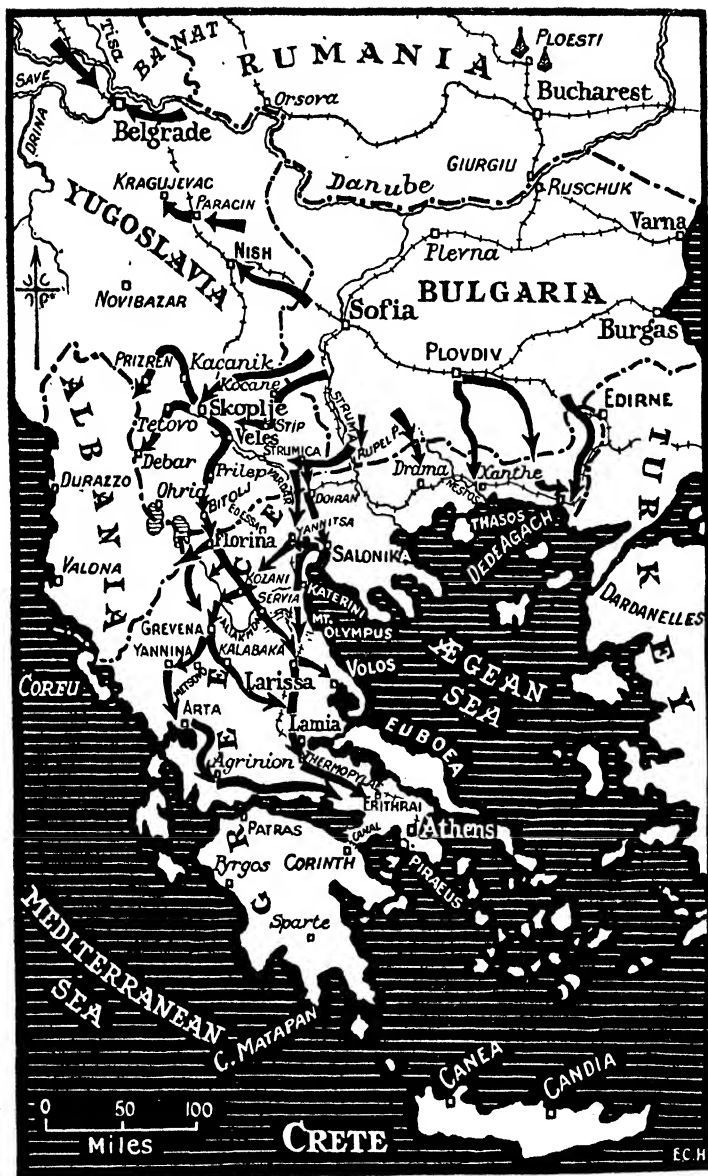 PLOESTI
Tisa
BANAT
RUMANIA
SAVE
Orsova
Bucharest
Belgrade
DRINA
GIURGIU
Danube
RUSCHUK
KRAGUJEVAC
PARACIN
YUGOSLAVIA
Varna
Plevna
NISH
BULGARIA
NOVIBAZAR
Sofia
Burgas
PLOVDIV
PRIZREN
Kacanik
Kocane
ALBANIA
EDIRNE
Skoplje
STRUMA
Tetovo
STIP
Veles
TURKEY
STRUMICA
RUPEL P.
Debar
Prilep
VARDAR
Drama
Xanthe
DURAZZO
NESTOS
Ohrid
BITOLJ
DOIRAN
EDESSA
YANNITSA
THASOS
DEDEAGACH
Florina
SALONIKA
VALONA
KOZANI
SERVIA
KATERINI
DARDANELLES
MT. OLYMPUS
GREVENA
YANNINA
KALABAKA
ÆGEAN SEA
METSOVO
VOLOS
Larissa
CORFU
ARTA
Lamia
EUBOEA
GREECE
THERMOPYLAE
Agrinion
ERITHRAI
PATRAS
CANAL
Athens
Pyrgos
CORINTH
PIRAEUS
MEDITERRANEAN SEA
Sparte
C. MATAPAN
CANEA
CANDIA
0 50 100
Miles
CRETE
E.C.H